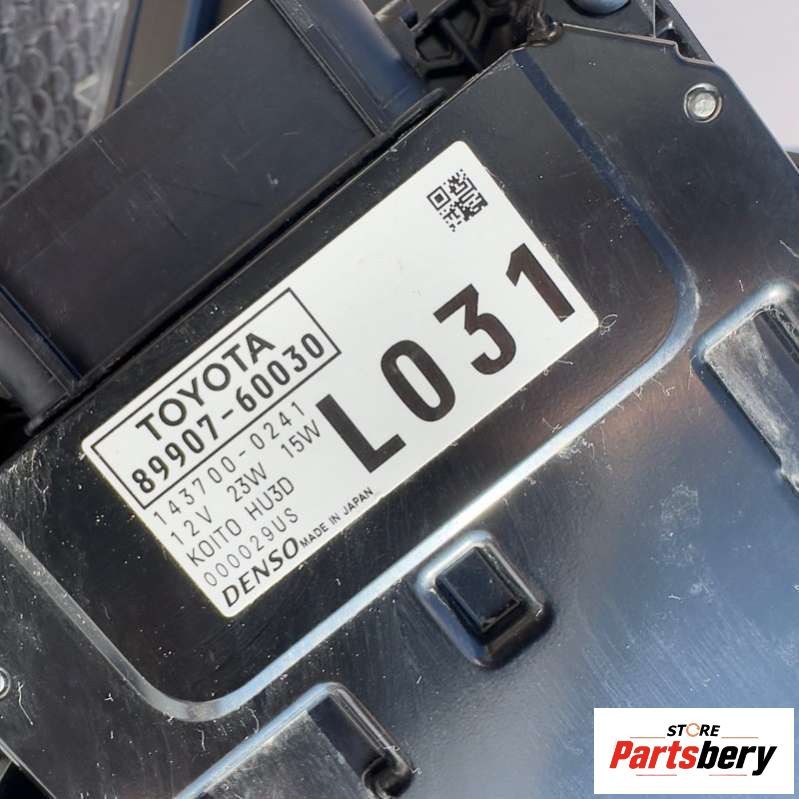 TOYOTA
89907-60030
L031
143700-0241
12V 23W 15W
KOITO HU3D
000029US
DENSO MADE IN JAPAN
STORE
Partsbery